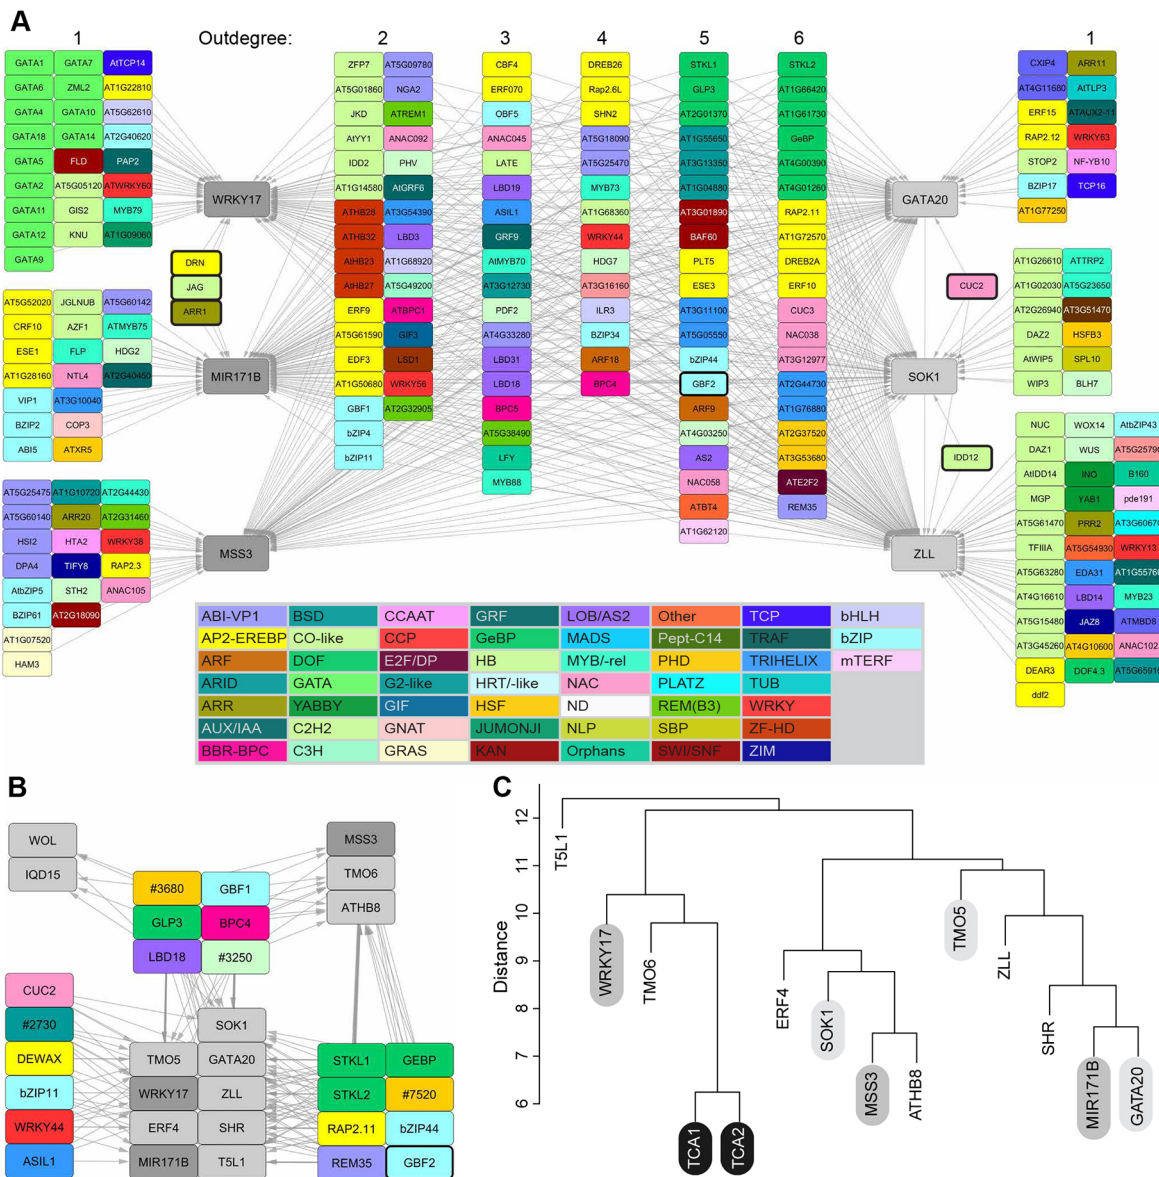 A
1 Outdegree: 2 3 4 5 6 1
GATA1 GATA7 AtTCP14
GATA6 ZML2 AT1G22810
GATA4 GATA10 AT5G62610
GATA18 GATA14 AT2G40620
GATA5 FLD PAP2
GATA2 AT5G05120 ATWRKY60
GATA11 GIS2 MYB79
GATA12 KNU AT1G09060
GATA9
WRKY17
DRN
JAG
ARR1
AT5G52020 JGLNUB AT5G60142
CRF10 AZF1 ATMYB75
ESE1 FLP HDG2
AT1G28160 NTL4 AT2G40450
VIP1 AT3G10040
BZIP2 COP3
ABI5 ATXR5
MIR171B
AT5G25475 AT1G10720 AT2G44430
AT5G60140 ARR20 AT2G31460
HSI2 HTA2 WRKY38
DPA4 TIFY8 RAP2.3
AtbZIP5 STH2 ANAC105
BZIP61 AT2G18090
AT1G07520
HAM3
MSS3
ZFP7 AT5G09780
AT5G01860 NGA2
JKD ATREM1
AtYY1 ANAC092
IDD2 PHV
AT1G14580 AtGRF6
ATHB28 AT3G54390
ATHB32 LBD3
AtHB23 AT1G68920
AtHB27 AT5G49200
ERF9 ATBPC1
AT5G61590 GIF3
EDF3 LSD1
AT1G50680 WRKY56
GBF1 AT2G32905
bZIP4
bZIP11
CBF4
ERF070
OBF5
ANAC045
LATE
LBD19
ASIL1
GRF9
AtMYB70
AT3G12730
PDF2
AT4G33280
LBD31
LBD18
BPC5
AT5G38490
LFY
MYB88
DREB26
Rap2.6L
SHN2
AT5G18090
AT5G25470
MYB73
AT1G68360
WRKY44
HDG7
AT3G16160
ILR3
BZIP34
ARF18
BPC4
STKL1
GLP3
AT2G01370
AT1G55650
AT3G13350
AT1G04880
AT3G01890
BAF60
PLT5
ESE3
AT3G11100
AT5G05550
bZIP44
GBF2
ARF9
AT4G03250
AS2
NAC058
ATBT4
AT1G62120
STKL2
AT1G66420
AT1G61730
GeBP
AT4G00390
AT4G01260
RAP2.11
AT1G72570
DREB2A
ERF10
CUC3
NAC038
AT3G12977
AT2G44730
AT1G76880
AT2G37520
AT3G53680
ATE2F2
REM35
GATA20
SOK1
ZLL
CUC2
IDD12
CXIP4 ARR11
AT4G11680 AtTLP3
ERF15 ATAUX2-11
RAP2.12 WRKY63
STOP2 NF-YB10
BZIP17 TCP16
AT1G77250
AT1G26610 ATTRP2
AT1G02030 AT5G23650
AT2G26940 AT3G51470
DAZ2 HSFB3
AtWIP5 SPL10
WIP3 BLH7
NUC WOX14 AtbZIP43
DAZ1 WUS AT5G25790
AtIDD14 INO B160
MGP YAB1 pde191
AT5G61470 PRR2 AT3G60670
TFIIIA AT5G54930 WRKY13
AT5G63280 EDA31 AT1G55760
AT4G16610 LBD14 MYB23
AT5G15480 JAZ8 ATMBD8
AT3G45260 AT4G10600 ANAC102
DEAR3 DOF4.3 AT5G65910
ddf2
ABI-VP1 BSD CCAAT GRF LOB/AS2 Other TCP bHLH
AP2-EREBP CO-like CCP GeBP MADS Pept-C14 TRAF bZIP
ARF DOF E2F/DP HB MYB/-rel PHD TRIHELIX mTERF
ARID GATA G2-like HRT/-like NAC PLATZ TUB
ARR YABBY GIF HSF ND REM(B3) WRKY
AUX/IAA C2H2 GNAT JUMONJI NLP SBP ZF-HD
BBR-BPC C3H GRAS KAN Orphans SWI/SNF ZIM
B
WOL
IQD15
#3680 GBF1
GLP3 BPC4
LBD18 #3250
MSS3
TMO6
ATHB8
CUC2
#2730
DEWAX
bZIP11
WRKY44
ASIL1
SOK1
TMO5 GATA20
WRKY17 ZLL
ERF4 SHR
MIR171B T5L1
STKL1 GEBP
STKL2 #7520
RAP2.11 bZIP44
REM35 GBF2
C
Distance
12
11
10
9
8
7
6
T5L1
WRKY17
TMO6
TCA1
TCA2
ERF4
SOK1
MSS3
ATHB8
TMO5
ZLL
SHR
MIR171B
GATA20